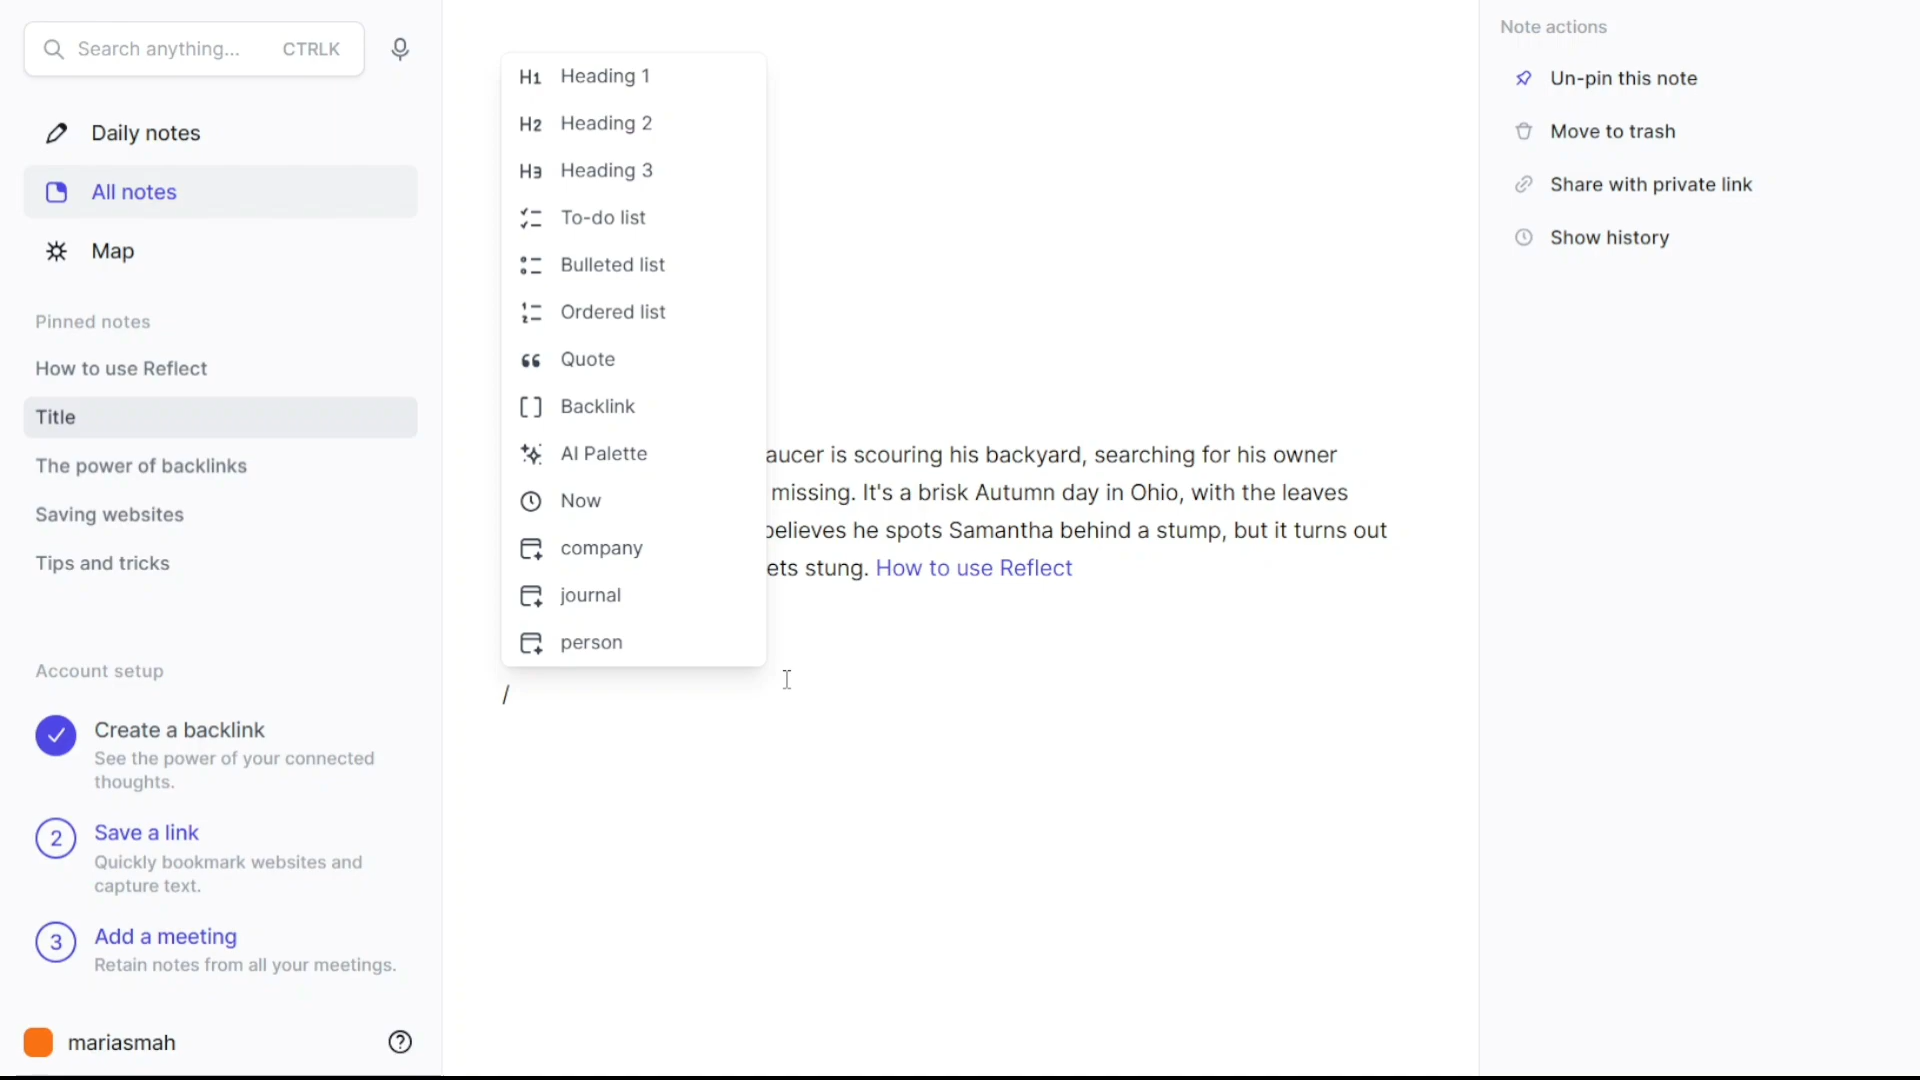 Search anything... CTRLK
Daily notes
All notes
Map
Pinned notes
How to use Reflect
Title
The power of backlinks
Saving websites
Tips and tricks
Account setup
Create a backlink
See the power of your connected
thoughts.
2 Save a link
Quickly bookmark websites and
capture text.
3 Add a meeting
Retain notes from all your meetings.
mariasmah
H1 Heading 1
H2 Heading 2
H3 Heading 3
To-do list
Bulleted list
Ordered list
Quote
Backlink
AI Palette
Now
company
journal
person
aucer is scouring his backyard, searching for his owner
missing. It's a brisk Autumn day in Ohio, with the leaves
believes he spots Samantha behind a stump, but it turns out
ets stung. How to use Reflect
/
Note actions
Un-pin this note
Move to trash
Share with private link
Show history